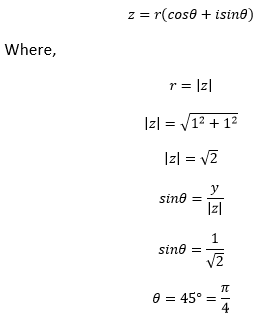 z = r(cosθ + isinθ)
Where,
r = |z|
|z| = √(1² + 1²)
|z| = √2
sinθ = y/|z|
sinθ = 1/√2
θ = 45° = π/4